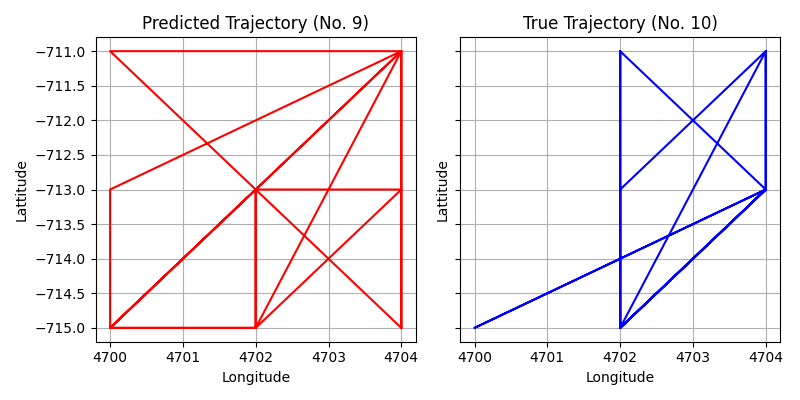 Predicted Trajectory (No. 9)
True Trajectory (No. 10)
−711.0
−711.5
−712.0
−712.5
−713.0
−713.5
−714.0
−714.5
−715.0
Lattitude
Lattitude
4700 4701 4702 4703 4704
4700 4701 4702 4703 4704
Longitude
Longitude